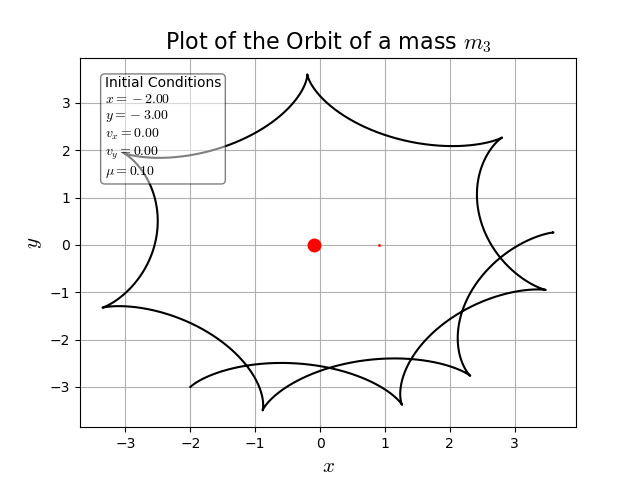 Plot of the Orbit of a mass m₃
Initial Conditions
x = −2.00
y = −3.00
vₓ = 0.00
v_y = 0.00
μ = 0.10
3
2
1
0
−1
−2
−3
y
−3 −2 −1 0 1 2 3
x